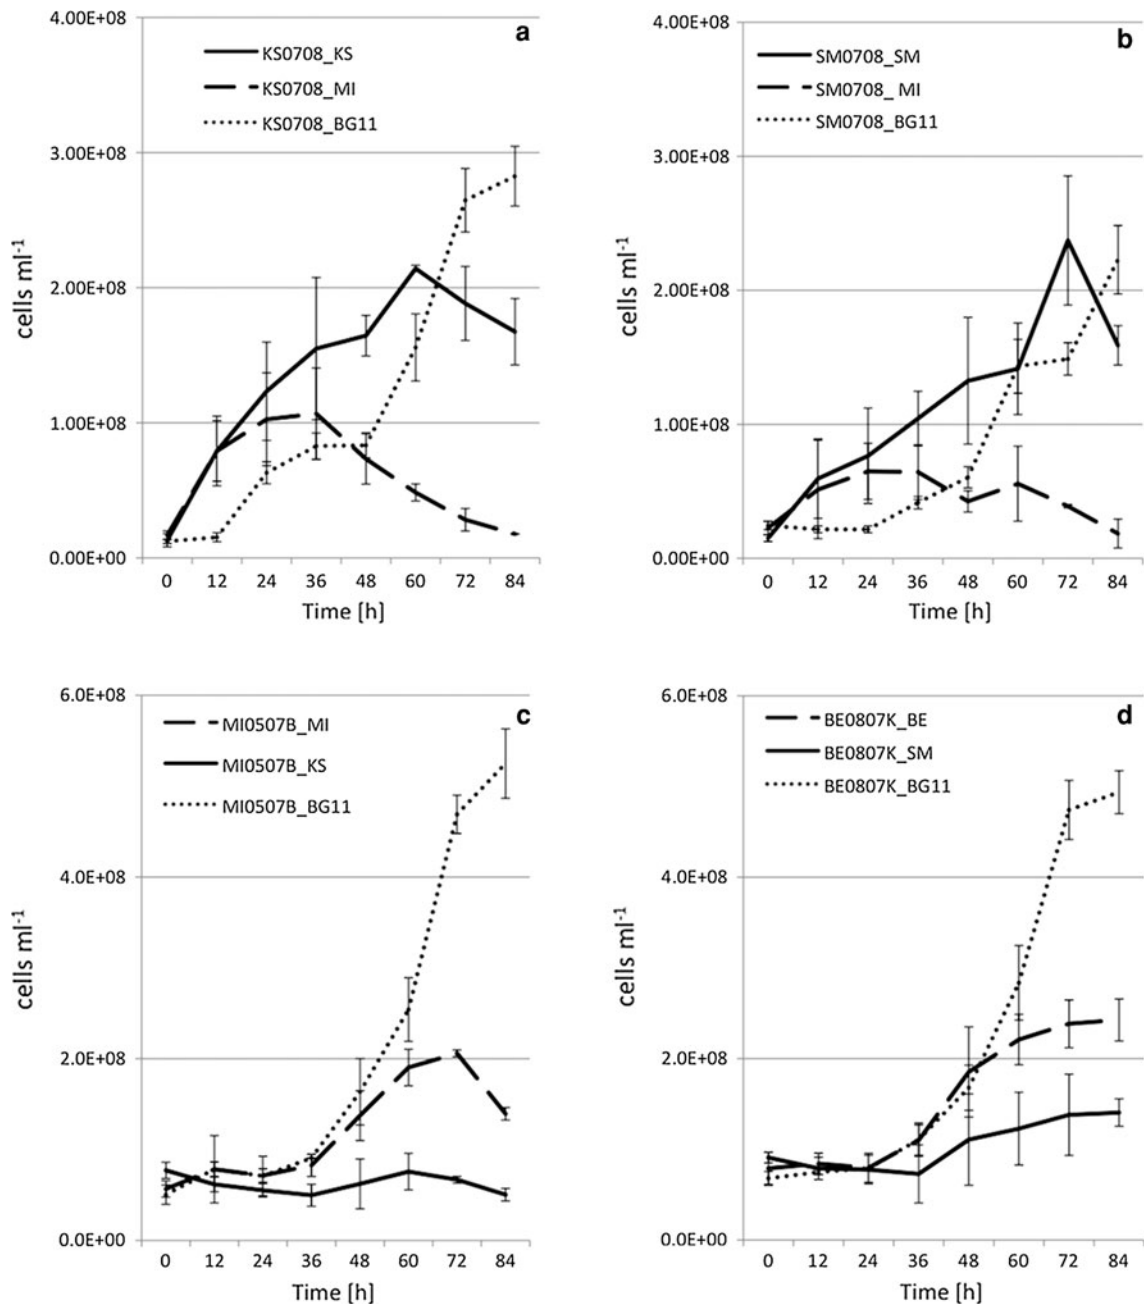 a
4.00E+08
3.00E+08
2.00E+08
1.00E+08
0.00E+00
cells ml-1
KS0708_KS
KS0708_MI
KS0708_BG11
0 12 24 36 48 60 72 84
Time [h]
b
4.00E+08
3.00E+08
2.00E+08
1.00E+08
0.00E+00
cells ml-1
SM0708_SM
SM0708_ MI
SM0708_BG11
0 12 24 36 48 60 72 84
Time [h]
c
6.0E+08
4.0E+08
2.0E+08
0.0E+00
cells ml-1
MI0507B_MI
MI0507B_KS
MI0507B_BG11
0 12 24 36 48 60 72 84
Time [h]
d
6.0E+08
4.0E+08
2.0E+08
0.0E+00
cells ml-1
BE0807K_BE
BE0807K_SM
BE0807K_BG11
0 12 24 36 48 60 72 84
Time [h]